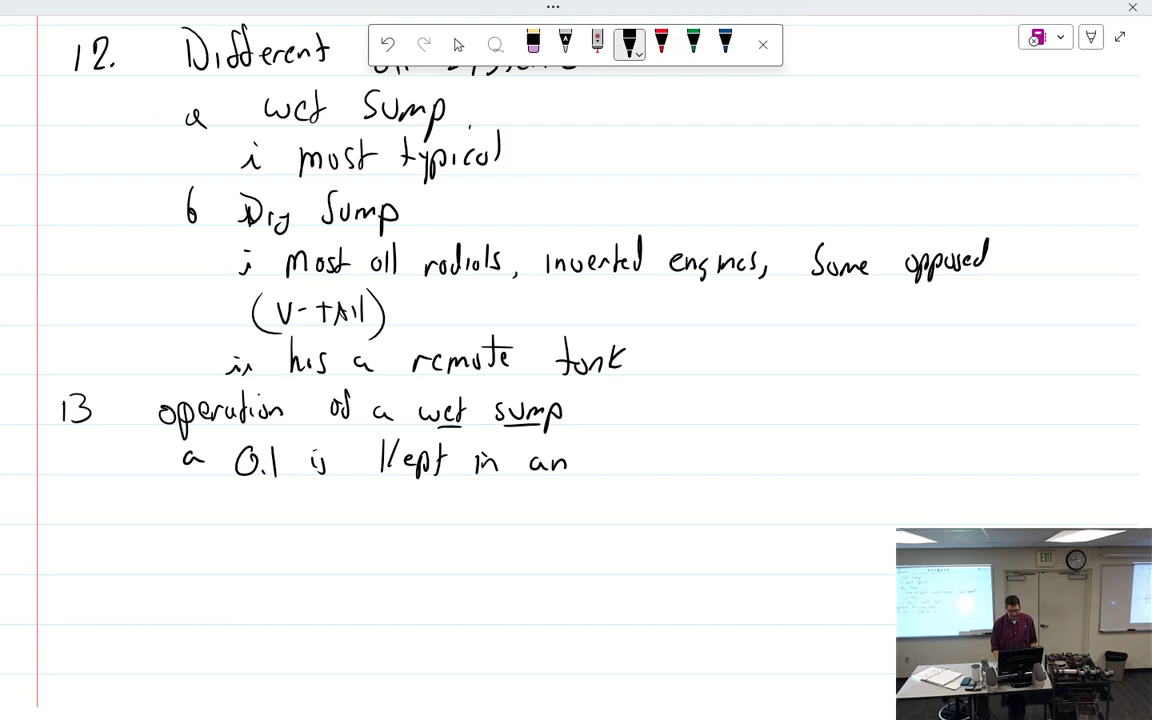 12. Different
a wet sump
i most typical
b Dry Sump
i Most all radials, inverted engines, Some opposed
(V-TAil)
ii has a remote tank
13 operation of a wet sump
a Oil is Kept in an
EXIT